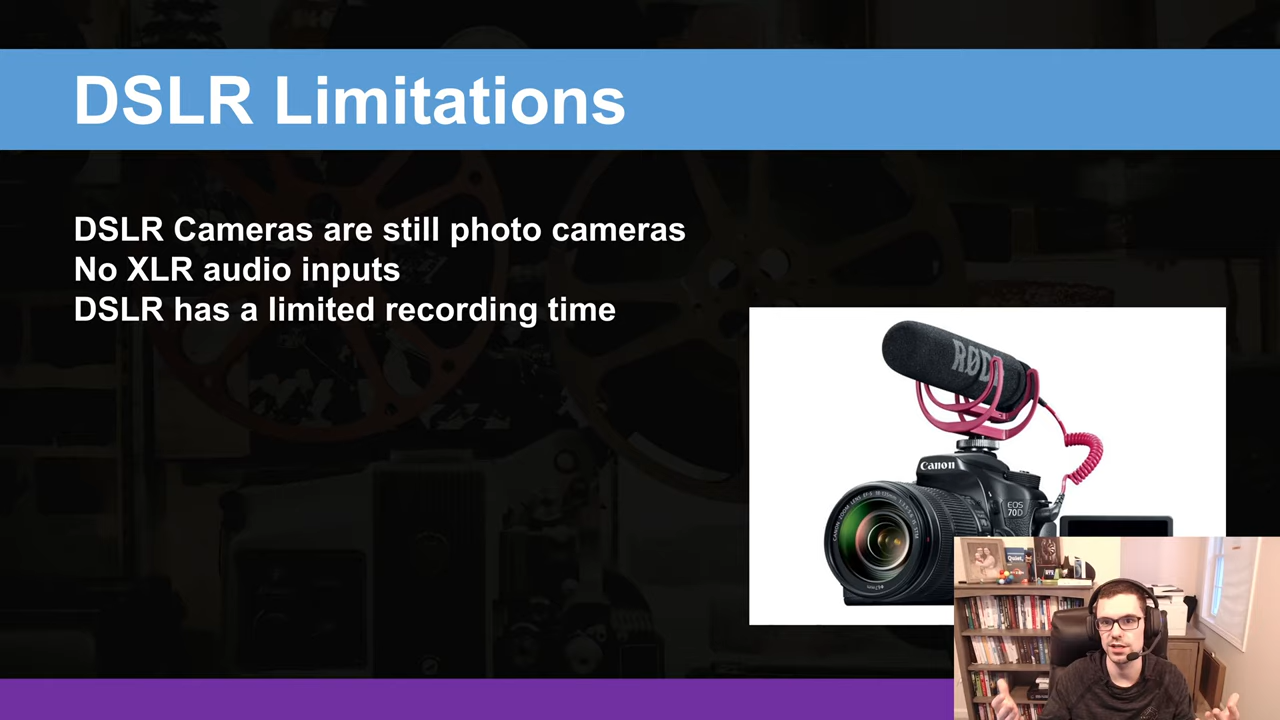 DSLR Limitations
DSLR Cameras are still photo cameras
No XLR audio inputs
DSLR has a limited recording time
RØDE
Canon
EOS
70D
Quiet